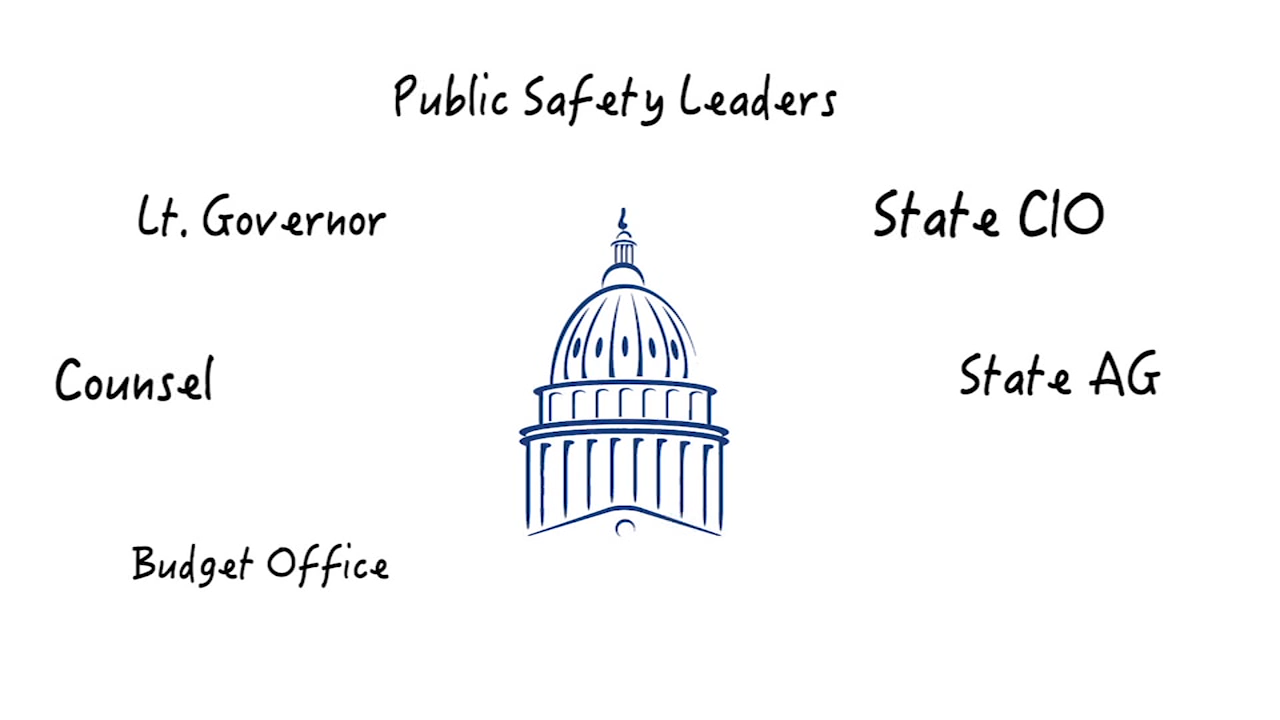 Public Safety Leaders
Lt. Governor
State CIO
Counsel
State AG
Budget Office